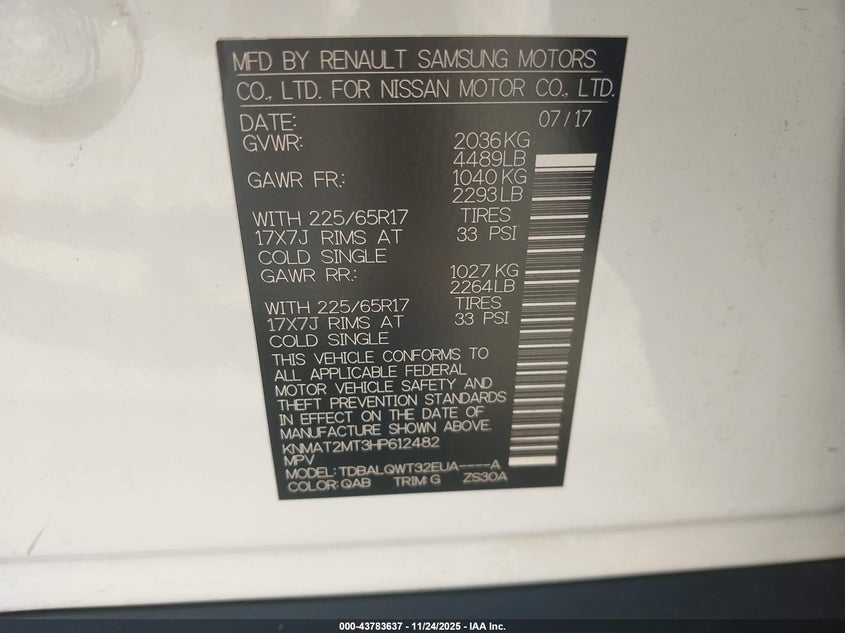 MFD BY RENAULT SAMSUNG MOTORS
CO., LTD. FOR NISSAN MOTOR CO., LTD.
DATE: 07/17
GVWR: 2036KG
4489LB
GAWR FR.: 1040 KG
2293LB
WITH 225/65R17 TIRES
17X7J RIMS AT 33 PSI
COLD SINGLE
GAWR RR.: 1027 KG
2264LB
WITH 225/65R17 TIRES
17X7J RIMS AT 33 PSI
COLD SINGLE
THIS VEHICLE CONFORMS TO
ALL APPLICABLE FEDERAL
MOTOR VEHICLE SAFETY AND
THEFT PREVENTION STANDARDS
IN EFFECT ON THE DATE OF
MANUFACTURE SHOWN ABOVE.
KNMAT2MT3HP612482
MPV
MODEL: TDBALQWT32EUA----A
COLOR: QAB TRIM: G ZS30A
000-43783637 - 11/24/2025 - IAA Inc.